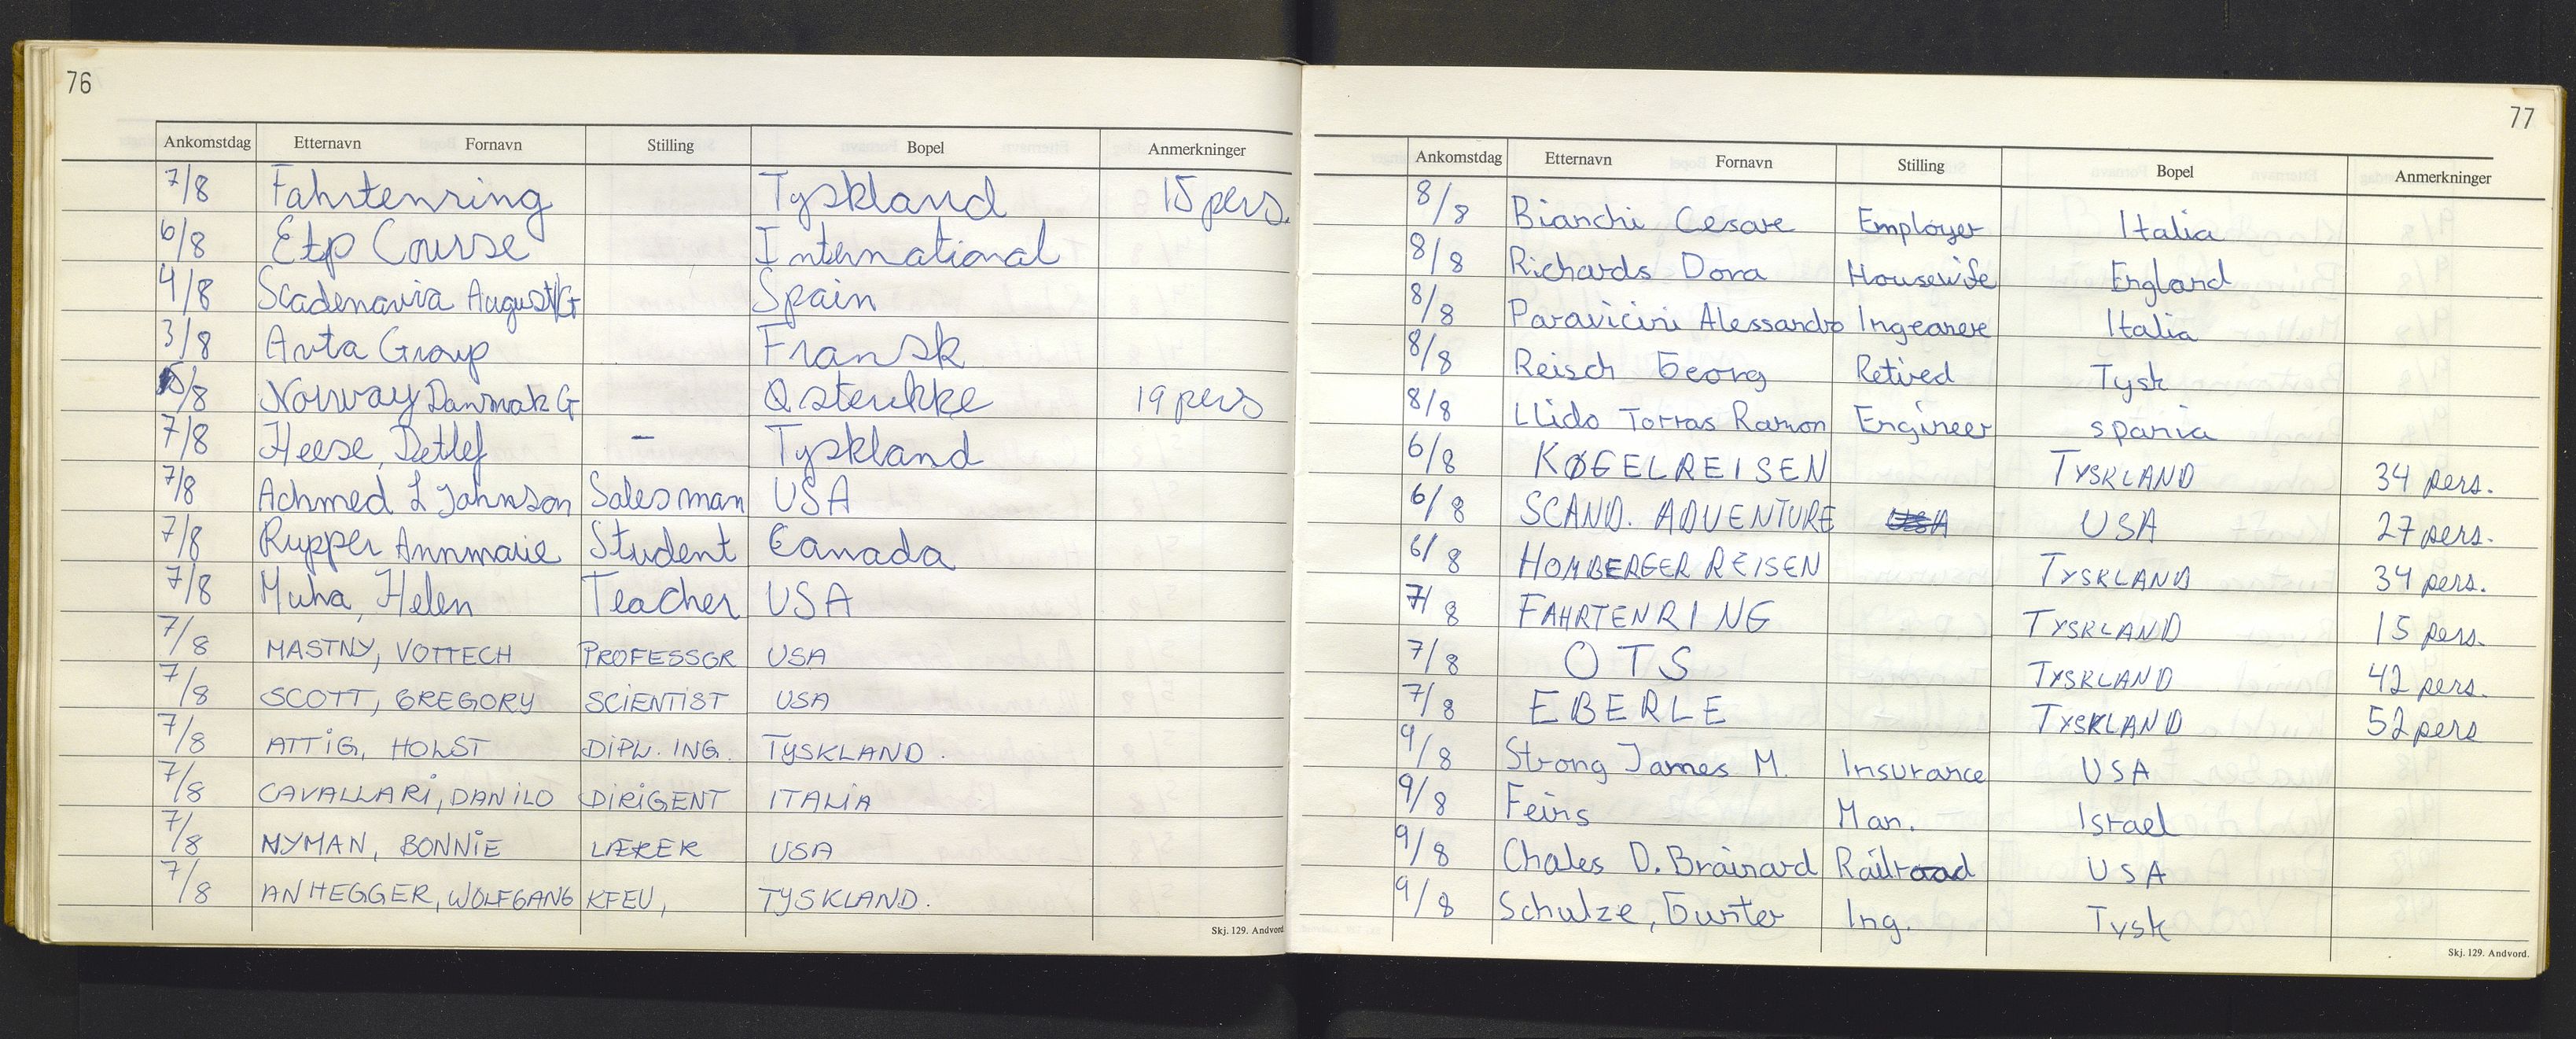 76
Ankomstdag Etternavn Fornavn Stilling Bopel Anmerkninger
7/8 Fahrtenring Tyskland 15 pers.
6/8 Etp Course International
4/8 Scadenavia August/G Spain
3/8 Arta Group Fransk
5/8 Norway Danmak G Østerikke 19 pers
7/8 Heese, Detlef - Tyskland
7/8 Achmed L Johnson Salesman USA
7/8 Rupper Annmarie Student Canada
7/8 Muha, Helen Teacher USA
7/8 MASTNY, VOTTECH PROFESSOR USA
7/8 SCOTT, GREGORY SCIENTIST USA
7/8 ATTIG, HOLST DIPL. ING. TYSKLAND.
7/8 CAVALLARI, DANILO DIRIGENT ITALIA
7/8 NYMAN, BONNIE LÆRER USA
7/8 ANHEGGER, WOLFGANG KFEU, TYSKLAND.
Skj. 129. Andvord
77
Ankomstdag Etternavn Fornavn Stilling Bopel Anmerkninger
8/8 Bianchi Cesare Employer Italia
8/8 Richards Dora Housewife England
8/8 Paravicini Alessandro Ingeanere Italia
8/8 Reisch Georg Retired Tysk
8/8 Llido Torras Ramon Engineer spania
6/8 KØGELREISEN TYSKLAND 34 pers.
6/8 SCAND. ADVENTURE USA USA 27 pers.
6/8 HOMBERGER REISEN TYSKLAND 34 pers.
7/8 FAHRTENRING TYSKLAND 15 pers.
7/8 OTS TYSKLAND 42 pers.
7/8 EBERLE TYSKLAND 52 pers
9/8 Strong James M. Insurance USA
9/8 Feins Man. Israel
9/8 Chales D. Brainard Railroad USA
9/8 Schulze, Gunter Ing. Tysk
Skj. 129. Andvord.